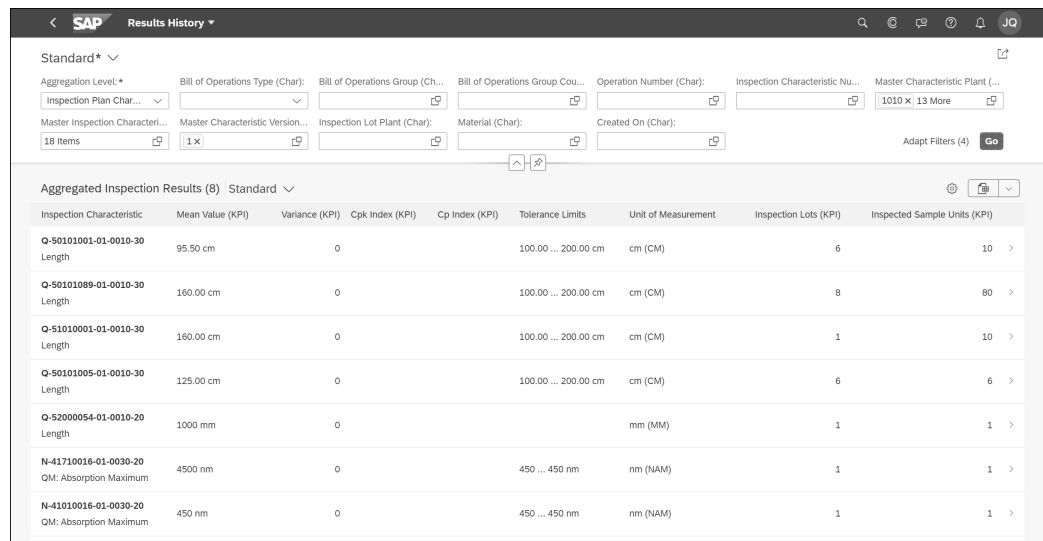 SAP Results History
JQ
Standard*
Aggregation Level:* Bill of Operations Type (Char): Bill of Operations Group (Ch... Bill of Operations Group Cou... Operation Number (Char): Inspection Characteristic Nu... Master Characteristic Plant (...
Inspection Plan Char... 1010 × 13 More
Master Inspection Characteri... Master Characteristic Version... Inspection Lot Plant (Char): Material (Char): Created On (Char):
18 Items 1 × Adapt Filters (4) Go
Aggregated Inspection Results (8) Standard
Inspection Characteristic Mean Value (KPI) Variance (KPI) Cpk Index (KPI) Cp Index (KPI) Tolerance Limits Unit of Measurement Inspection Lots (KPI) Inspected Sample Units (KPI)
Q-50101001-01-0010-30
Length 95.50 cm 0 100.00 ... 200.00 cm cm (CM) 6 10
Q-50101089-01-0010-30
Length 160.00 cm 0 100.00 ... 200.00 cm cm (CM) 8 80
Q-51010001-01-0010-30
Length 160.00 cm 0 100.00 ... 200.00 cm cm (CM) 1 10
Q-50101005-01-0010-30
Length 125.00 cm 0 100.00 ... 200.00 cm cm (CM) 6 6
Q-52000054-01-0010-20
Length 1000 mm 0 mm (MM) 1 1
N-41710016-01-0030-20
QM: Absorption Maximum 4500 nm 0 450 ... 450 nm nm (NAM) 1 1
N-41010016-01-0030-20
QM: Absorption Maximum 450 nm 0 450 ... 450 nm nm (NAM) 1 1